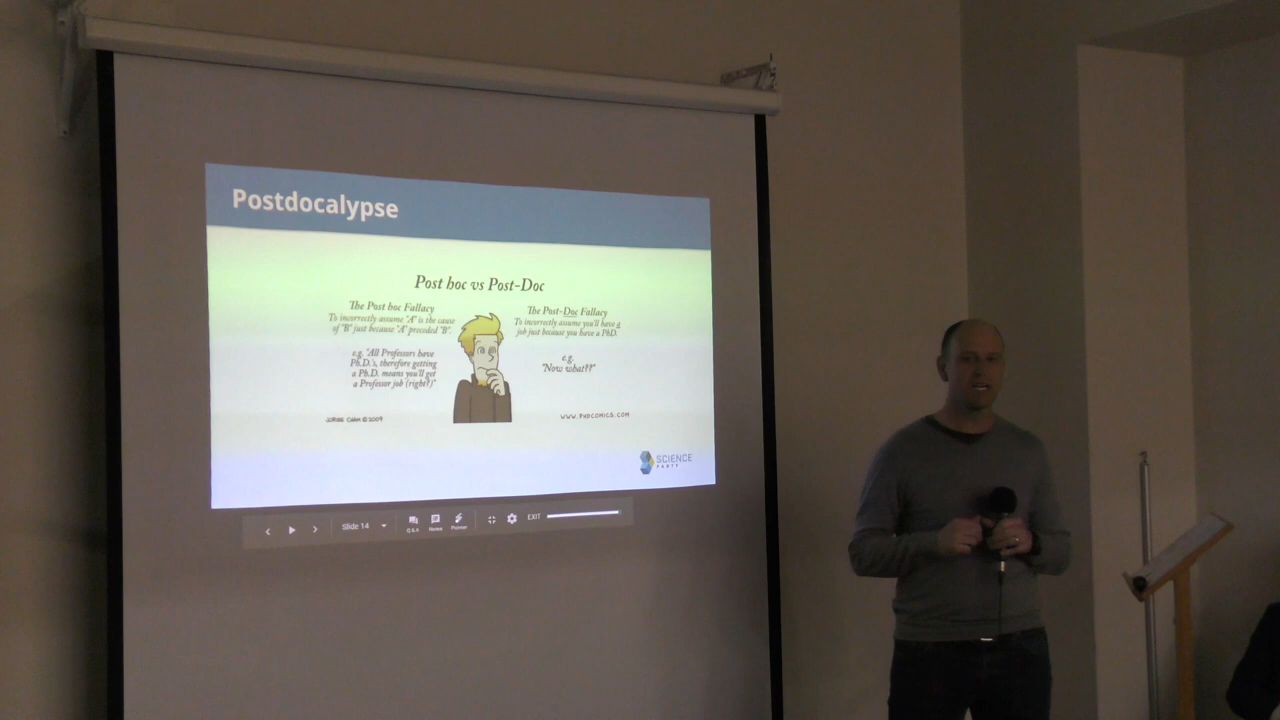 Postdocalypse
Post hoc vs Post-Doc
The Post hoc Fallacy
To incorrectly assume "A" is the cause
of "B" just because "A" preceded "B".
e.g. "All Professors have
Ph.D.'s, therefore getting
a Ph.D. means you'll get
a Professor job (right?)"
The Post-Doc Fallacy
To incorrectly assume you'll have a
job just because you have a PhD.
e.g.
"Now what??"
JORGE CHAM © 2009
WWW.PHDCOMICS.COM
SCIENCE
PARTY
Slide 14
Q & A
Notes
Pointer
EXIT